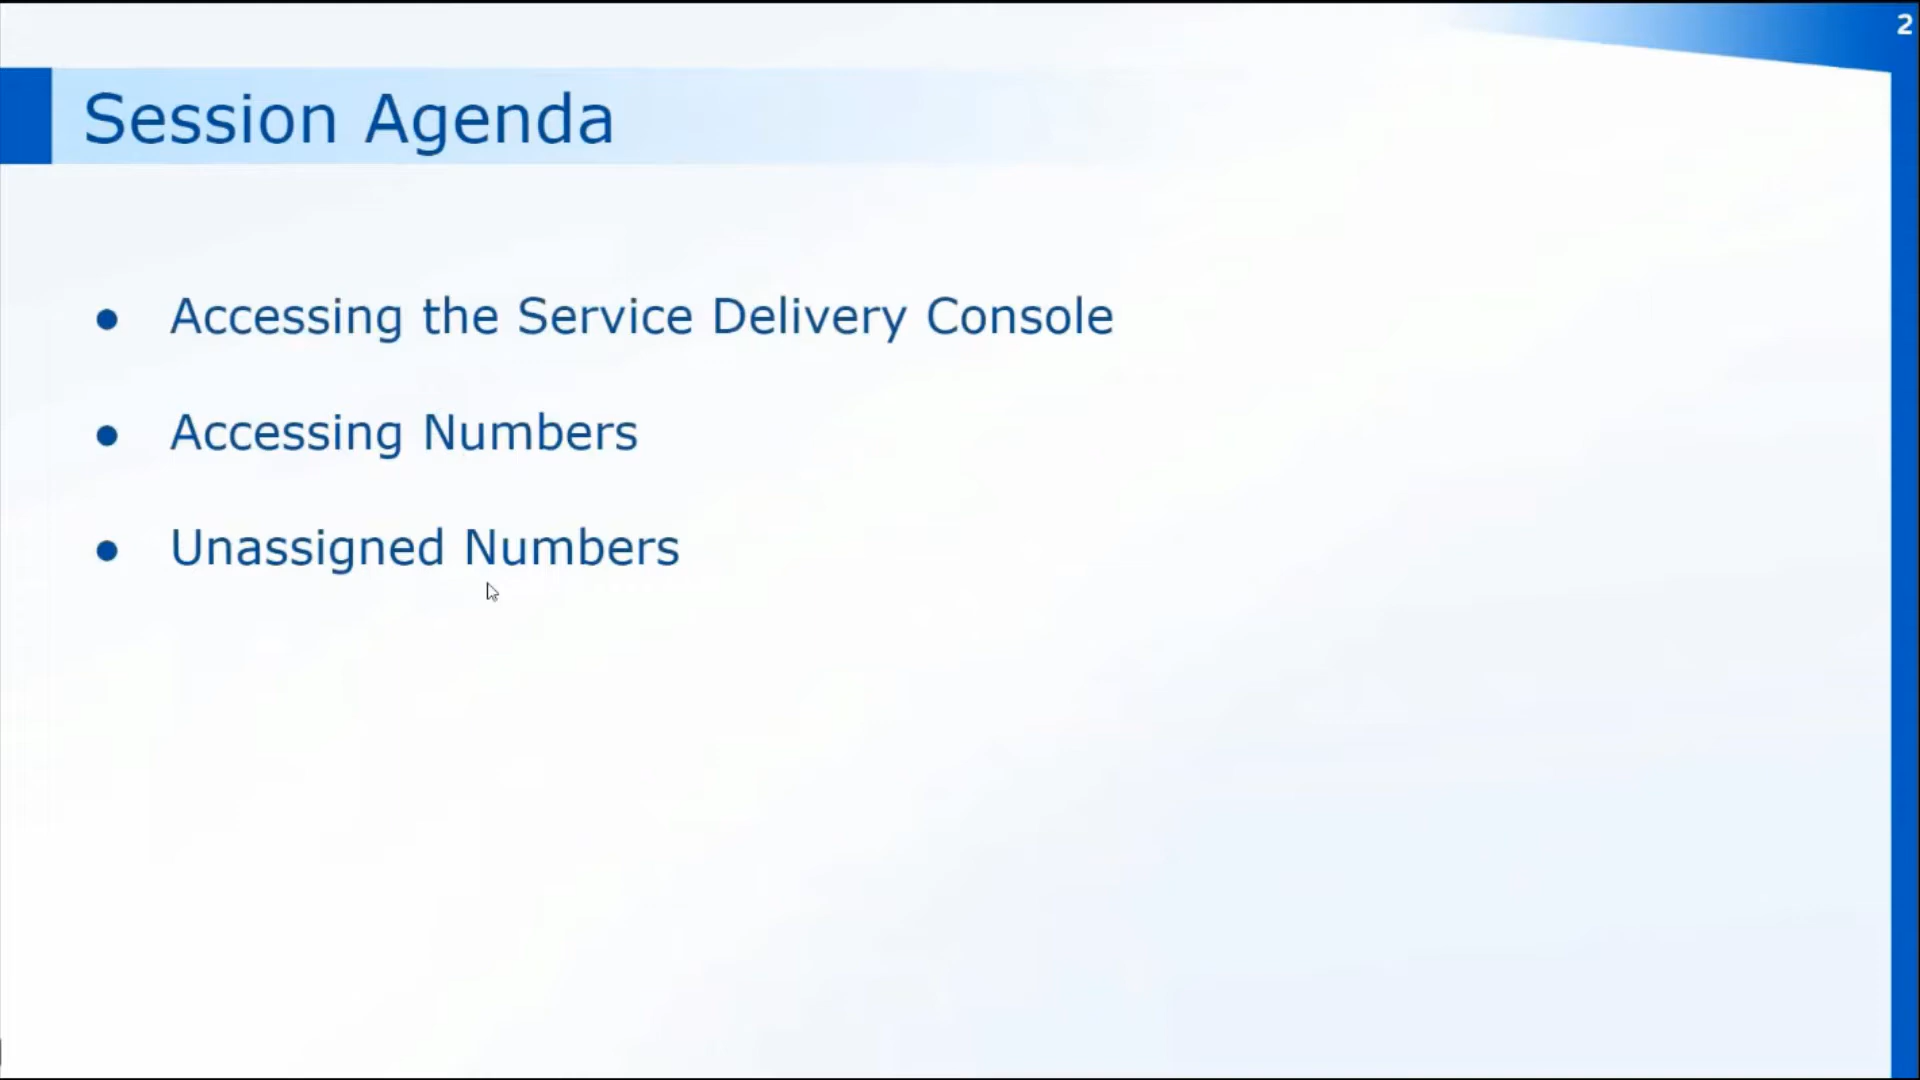 2
Session Agenda
● Accessing the Service Delivery Console
● Accessing Numbers
● Unassigned Numbers